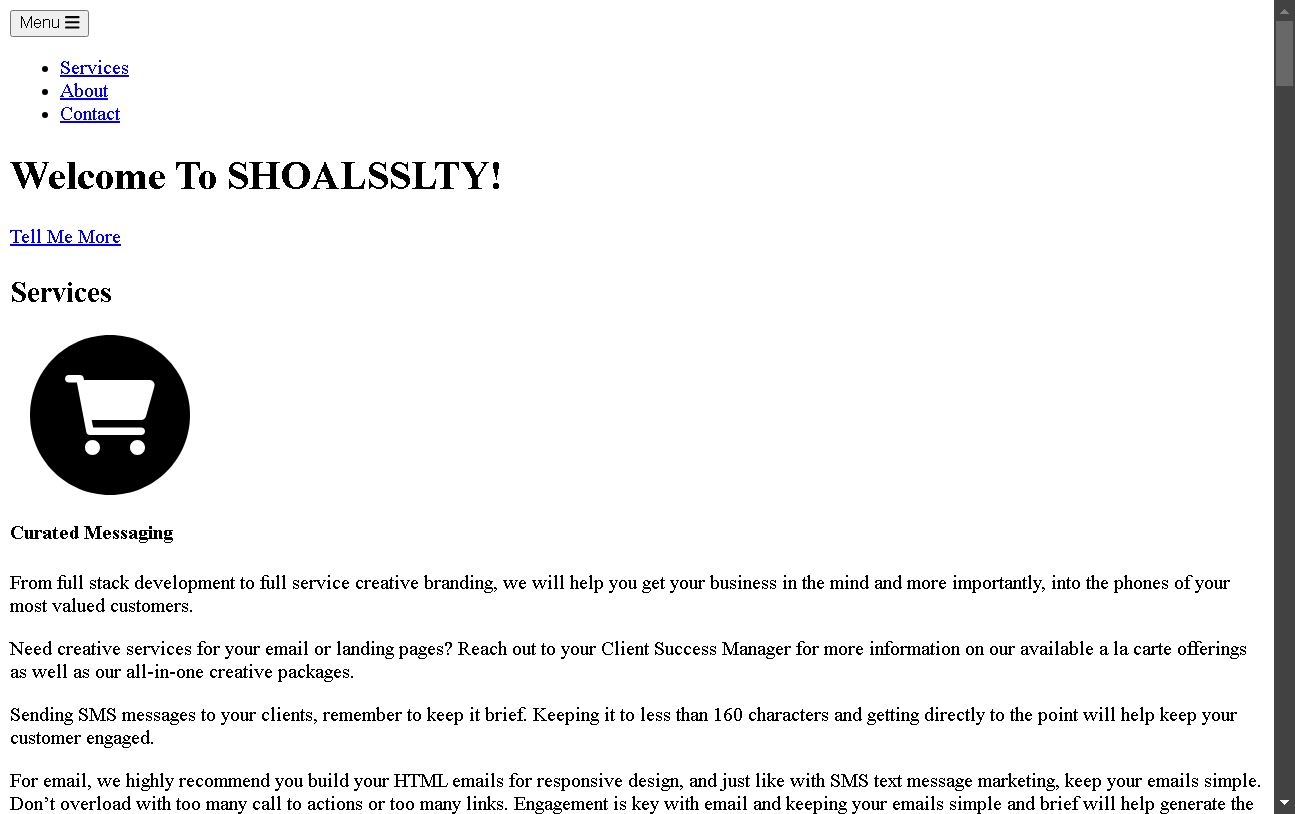 Menu
Services
About
Contact
Welcome To SHOALSSLTY!
Tell Me More
Services
Curated Messaging
From full stack development to full service creative branding, we will help you get your business in the mind and more importantly, into the phones of your
most valued customers.
Need creative services for your email or landing pages? Reach out to your Client Success Manager for more information on our available a la carte offerings
as well as our all-in-one creative packages.
Sending SMS messages to your clients, remember to keep it brief. Keeping it to less than 160 characters and getting directly to the point will help keep your
customer engaged.
For email, we highly recommend you build your HTML emails for responsive design, and just like with SMS text message marketing, keep your emails simple.
Don’t overload with too many call to actions or too many links. Engagement is key with email and keeping your emails simple and brief will help generate the